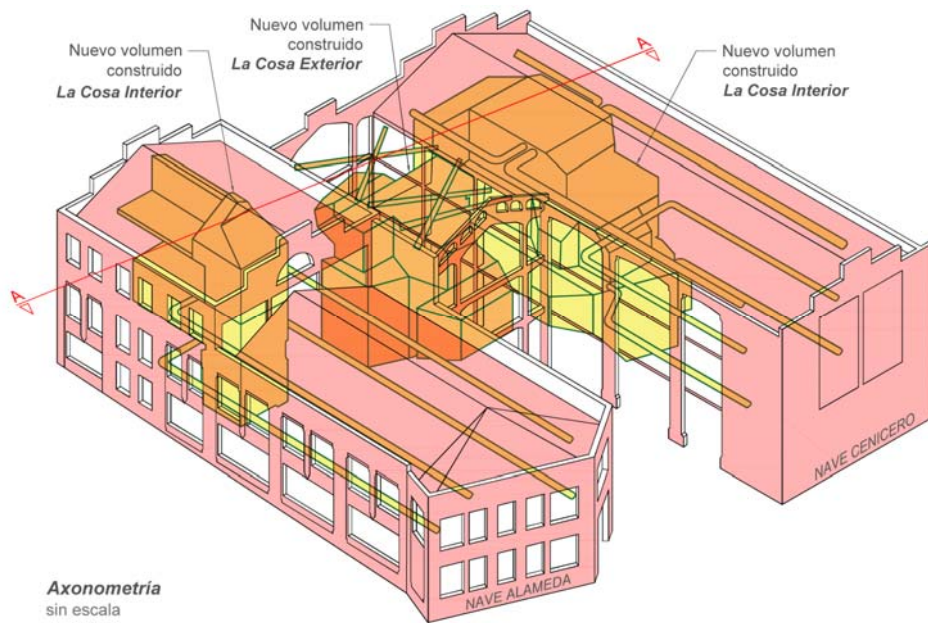 Nuevo volumen
construido
La Cosa Interior
Nuevo volumen
construido
La Cosa Exterior
A
Nuevo volumen
construido
La Cosa Interior
A
NAVE CENICERO
NAVE ALAMEDA
Axonometría
sin escala